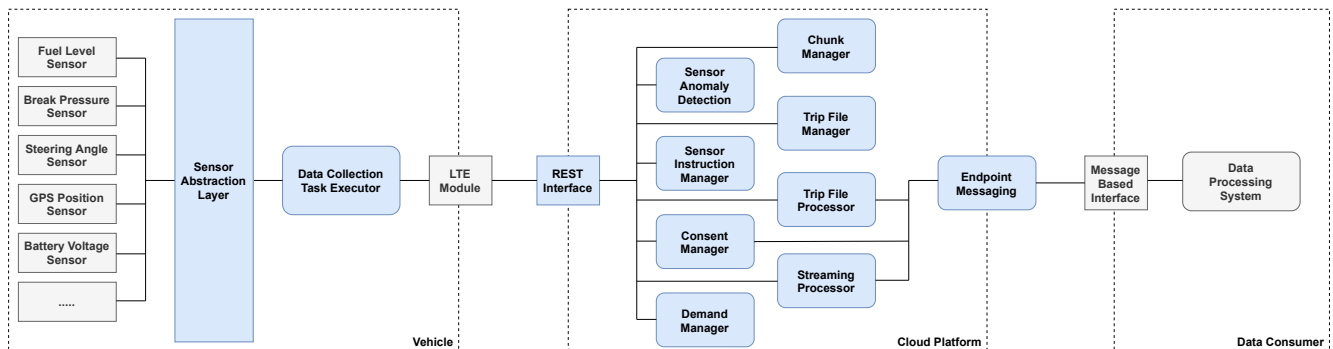 Fuel Level
Sensor
Break Pressure
Sensor
Steering Angle
Sensor
GPS Position
Sensor
Battery Voltage
Sensor
.....
Sensor
Abstraction
Layer
Data Collection
Task Executor
LTE
Module
Vehicle
REST
Interface
Chunk
Manager
Sensor
Anomaly
Detection
Trip File
Manager
Sensor
Instruction
Manager
Trip File
Processor
Consent
Manager
Streaming
Processor
Demand
Manager
Endpoint
Messaging
Cloud Platform
Message
Based
Interface
Data
Processing
System
Data Consumer